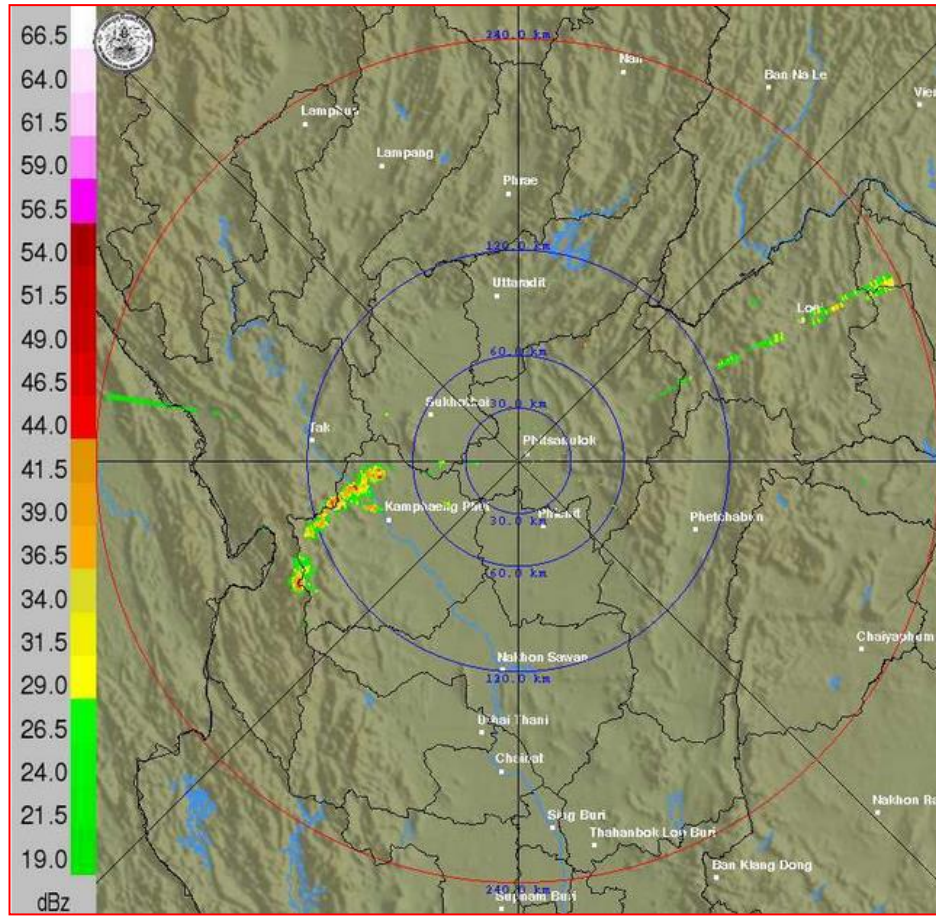 66.5
64.0
61.5
59.0
56.5
54.0
51.5
49.0
46.5
44.0
41.5
39.0
36.5
34.0
31.5
29.0
26.5
24.0
21.5
19.0
dBz
240.0 km
Nan
Ban Na Le
Lamphun
Lampang
Phrae
120.0 km
Uttaradit
Loei
60.0 km
30.0 km
Sukhothai
Tak
Phitsanulok
Kamphaeng Phet
Phichit
30.0 km
Phetchabun
60.0 km
Chaiyaphum
Nakhon Sawan
120.0 km
Uthai Thani
Chainat
Nakhon Ra
Sing Buri
Thahanbok Lop Buri
Ban Klang Dong
240.0 km
Suphan Buri